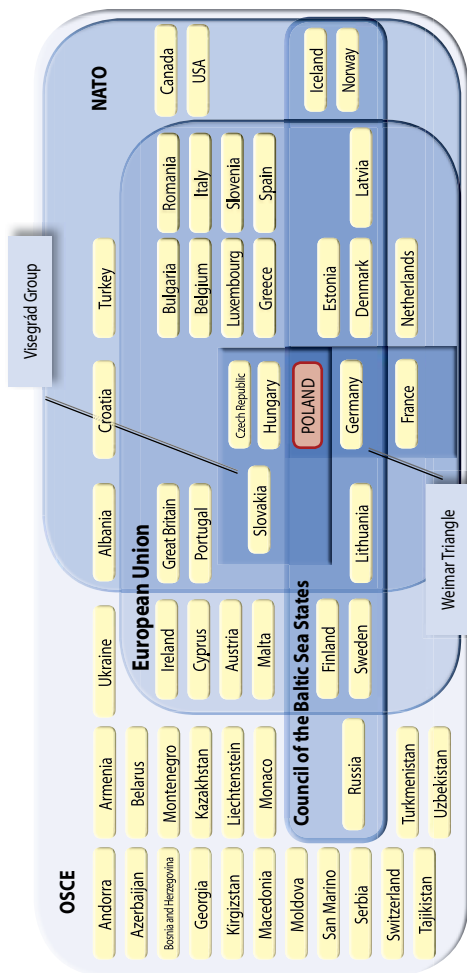 OSCE
Andorra
Azerbaijan
Bosnia and Herzegovina
Georgia
Kirgizstan
Macedonia
Moldova
San Marino
Serbia
Switzerland
Tajikistan
Armenia
Belarus
Montenegro
Kazakhstan
Liechtenstein
Monaco
Council of the Baltic Sea States
Russia
Turkmenistan
Uzbekistan
Ukraine
European Union
Ireland
Cyprus
Austria
Malta
Finland
Sweden
Albania
Great Britain
Portugal
Slovakia
Lithuania
Weimar Triangle
Visegrád Group
Croatia
Czech Republic
Hungary
POLAND
Germany
France
Turkey
Bulgaria
Belgium
Luxembourg
Greece
Estonia
Denmark
Netherlands
Romania
Italy
Slovenia
Spain
Latvia
NATO
Canada
USA
Iceland
Norway